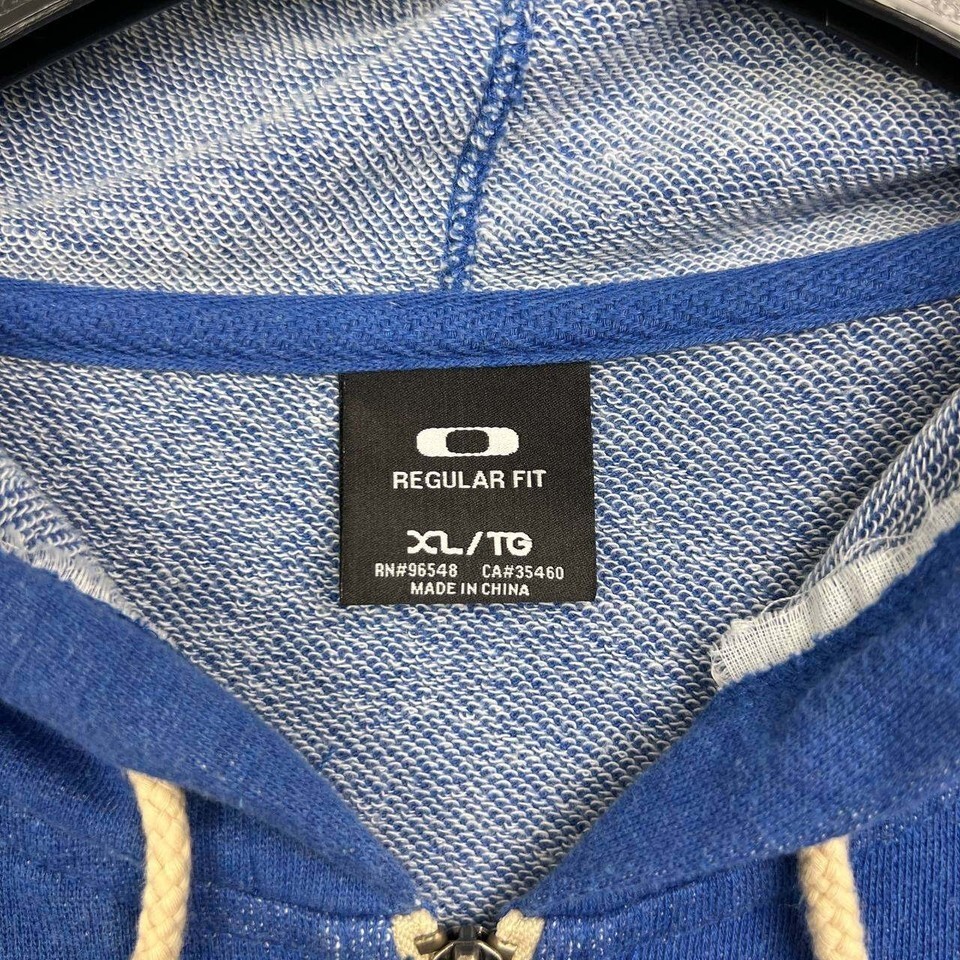 REGULAR FIT
XL/TG
RN#96548 CA#35460
MADE IN CHINA